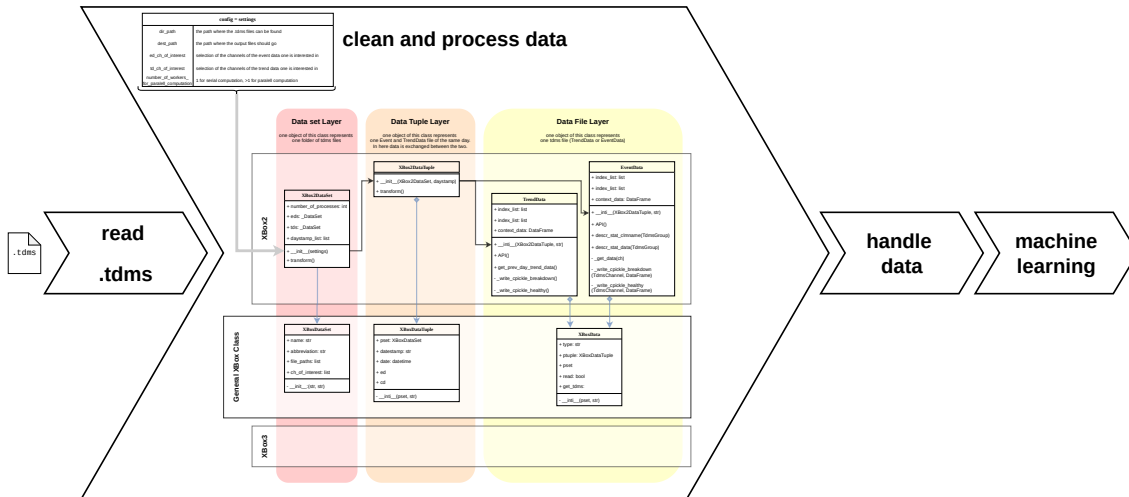 config = settings
dir_path the path where the .tdms files can be found
dest_path the path where the output files should go
ed_ch_of_interest selection of the channels of the event data one is interested in
td_ch_of_interest selection of the channels of the trend data one is interested in
number_of_workers_
for_paralell_computation 1 for serial computation, >1 for paralell computation
clean and process data
Data set Layer
one object of this class represents
one folder of tdms files
Data Tuple Layer
one object of this class represents
one Event and TrendData file of the same day.
In here data is exchanged between the two.
Data File Layer
one object of this class represents
one tdms file (TrendData or EventData)
XBox2
XBox2DataSet
+ number_of_processes: int
+ eds: _DataSet
+ tds: _DataSet
+ daystamp_list: list
+ __init__(settings)
+ transform()
XBox2DataTuple
+ __init__(XBox2DataSet, daystamp)
+ transform()
TrendData
+ index_list: list
+ index_list: list
+ context_data: DataFrame
+ __init__(XBox2DataTuple, str)
+ API()
+ get_prev_day_trend_data()
- _write_cpickle_breakdown()
- _write_cpickle_healthy()
EventData
+ index_list: list
+ index_list: list
+ context_data: DataFrame
+ __init__(XBox2DataTuple, str)
+ API()
+ descr_stat_clmname(TdmsGroup)
+ descr_stat_data(TdmsGroup)
- _get_data(ch)
- _write_cpickle_breakdown
(TdmsChannel, DataFrame)
- _write_cpickle_healthy
(TdmsChannel, DataFrame)
.tdms
read
.tdms
handle
data
machine
learning
General XBox Class
XBoxDataSet
+ name: str
+ abbreviation: str
+ file_paths: list
+ ch_of_interest: list
- __init__(str, str)
XBoxDataTuple
+ pset: XBoxDataSet
+ datestamp: str
+ date: datetime
+ ed
+ cd
- __init__(pset, str)
XBoxData
+ type: str
+ ptuple: XBoxDataTuple
+ pset
+ read: bool
+ get_tdms
- __init__(pset, str)
XBox3